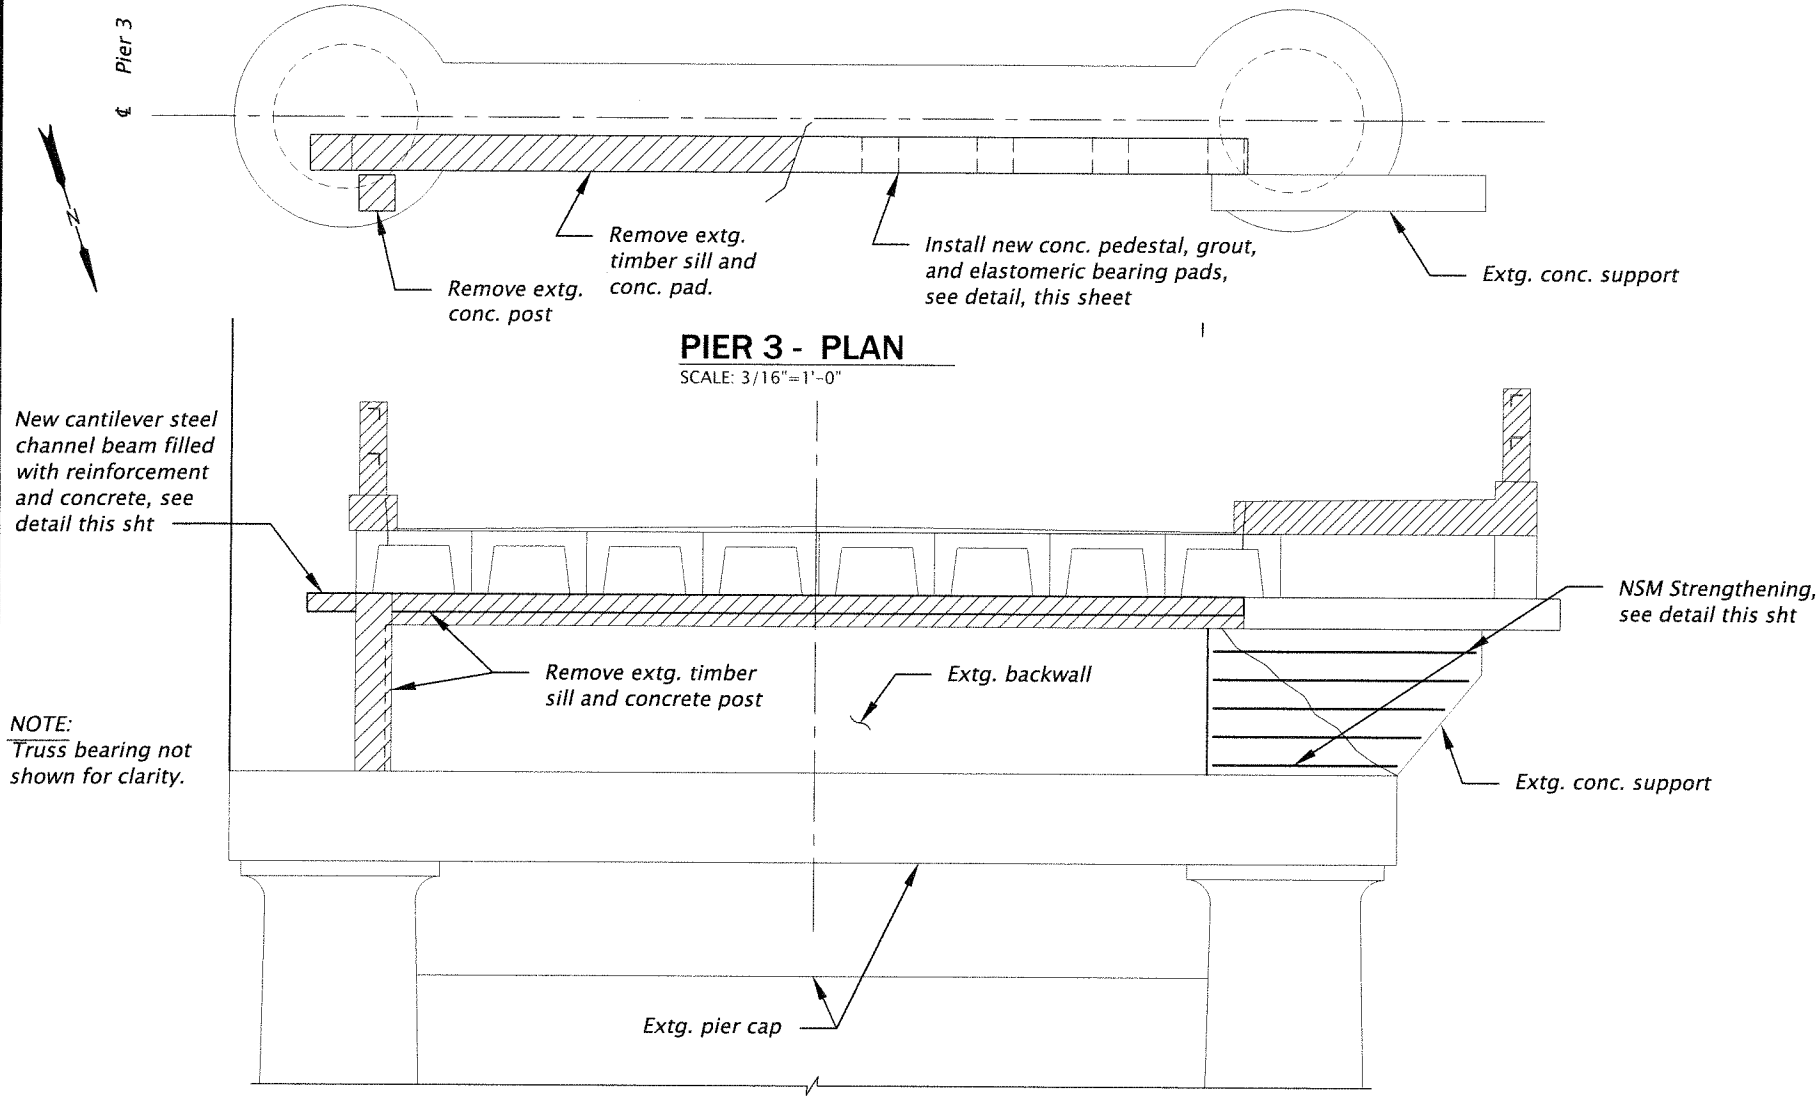 ℄ Pier 3
N
Remove extg.
timber sill and
conc. pad.
Remove extg.
conc. post
Install new conc. pedestal, grout,
and elastomeric bearing pads,
see detail, this sheet
Extg. conc. support
PIER 3 - PLAN
SCALE: 3/16"=1'-0"
New cantilever steel
channel beam filled
with reinforcement
and concrete, see
detail this sht
NSM Strengthening,
see detail this sht
Remove extg. timber
sill and concrete post
Extg. backwall
NOTE:
Truss bearing not
shown for clarity.
Extg. conc. support
Extg. pier cap